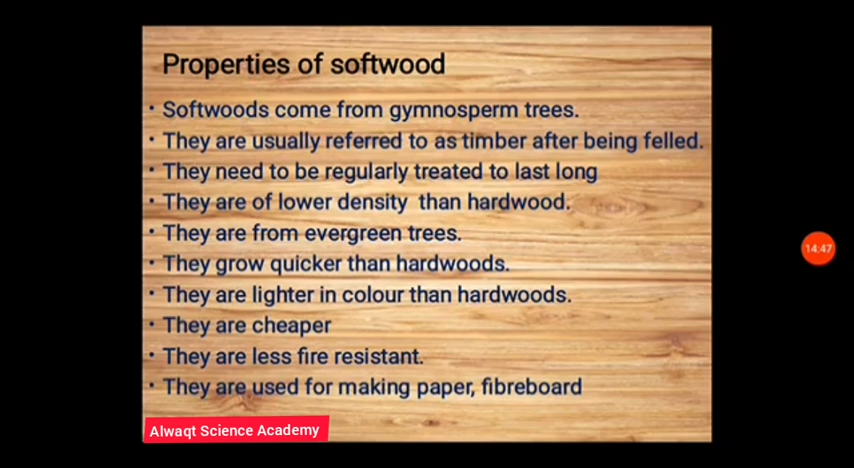 Properties of softwood
• Softwoods come from gymnosperm trees.
• They are usually referred to as timber after being felled.
• They need to be regularly treated to last long
• They are of lower density than hardwood.
• They are from evergreen trees.
• They grow quicker than hardwoods.
• They are lighter in colour than hardwoods.
• They are cheaper
• They are less fire resistant.
• They are used for making paper, fibreboard
Alwaqt Science Academy
14:47